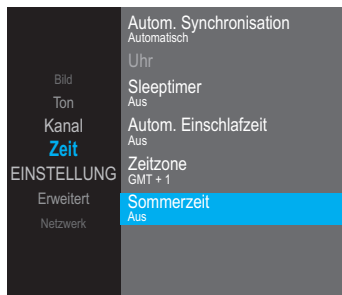 Bild
Ton
Kanal
Zeit
EINSTELLUNG
Erweitert
Netzwerk
Autom. Synchronisation
Automatisch
Uhr
Sleeptimer
Aus
Autom. Einschlafzeit
Aus
Zeitzone
GMT + 1
Sommerzeit
Aus